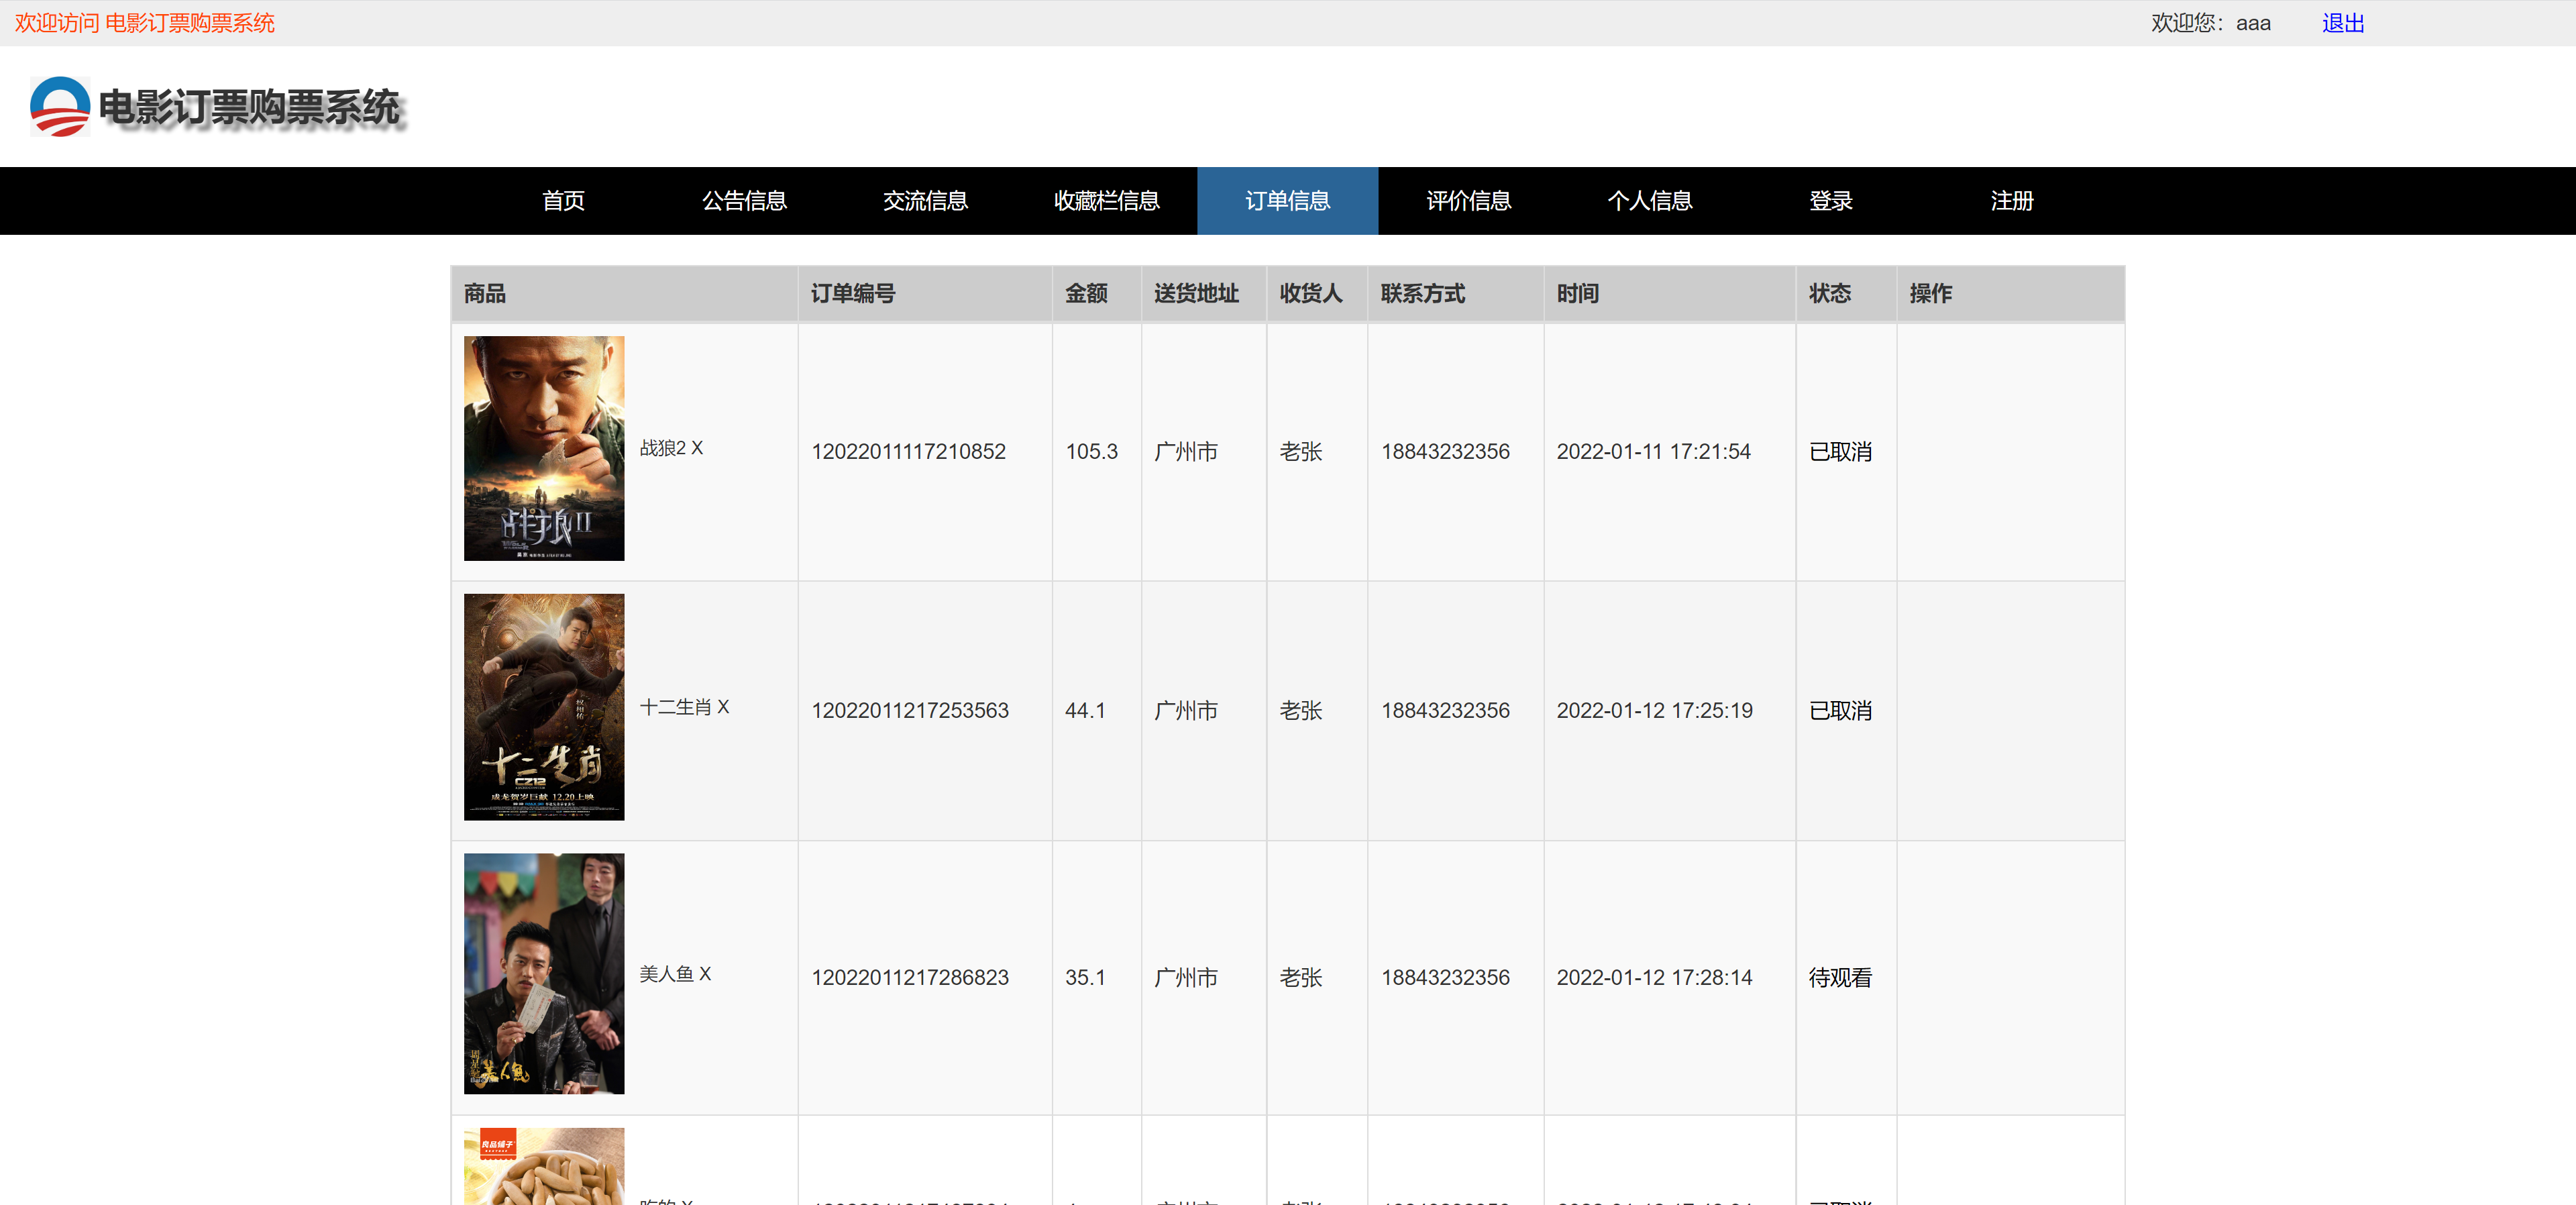 欢迎访问 电影订票购票系统
欢迎您：aaa 退出
电影订票购票系统
首页 公告信息 交流信息 收藏栏信息 订单信息 评价信息 个人信息 登录 注册
商品 订单编号 金额 送货地址 收货人 联系方式 时间 状态 操作
战狼2 X 12022011117210852 105.3 广州市 老张 18843232356 2022-01-11 17:21:54 已取消
战狼II
十二生肖 X 12022011217253563 44.1 广州市 老张 18843232356 2022-01-12 17:25:19 已取消
十二生肖
CZ12
成龙贺岁巨献 12.20上映
美人鱼 X 12022011217286823 35.1 广州市 老张 18843232356 2022-01-12 17:28:14 待观看
美人鱼
良品铺子